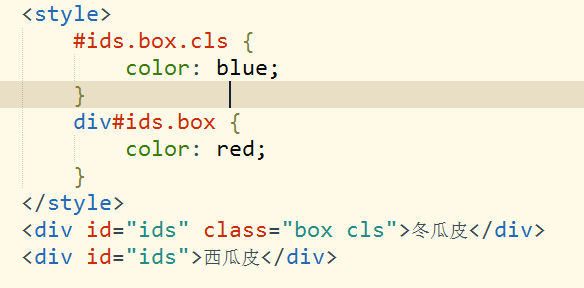 <style>
    #ids.box.cls {
        color: blue;
    }
    div#ids.box {
        color: red;
    }
</style>
<div id="ids" class="box cls">冬瓜皮</div>
<div id="ids">西瓜皮</div>